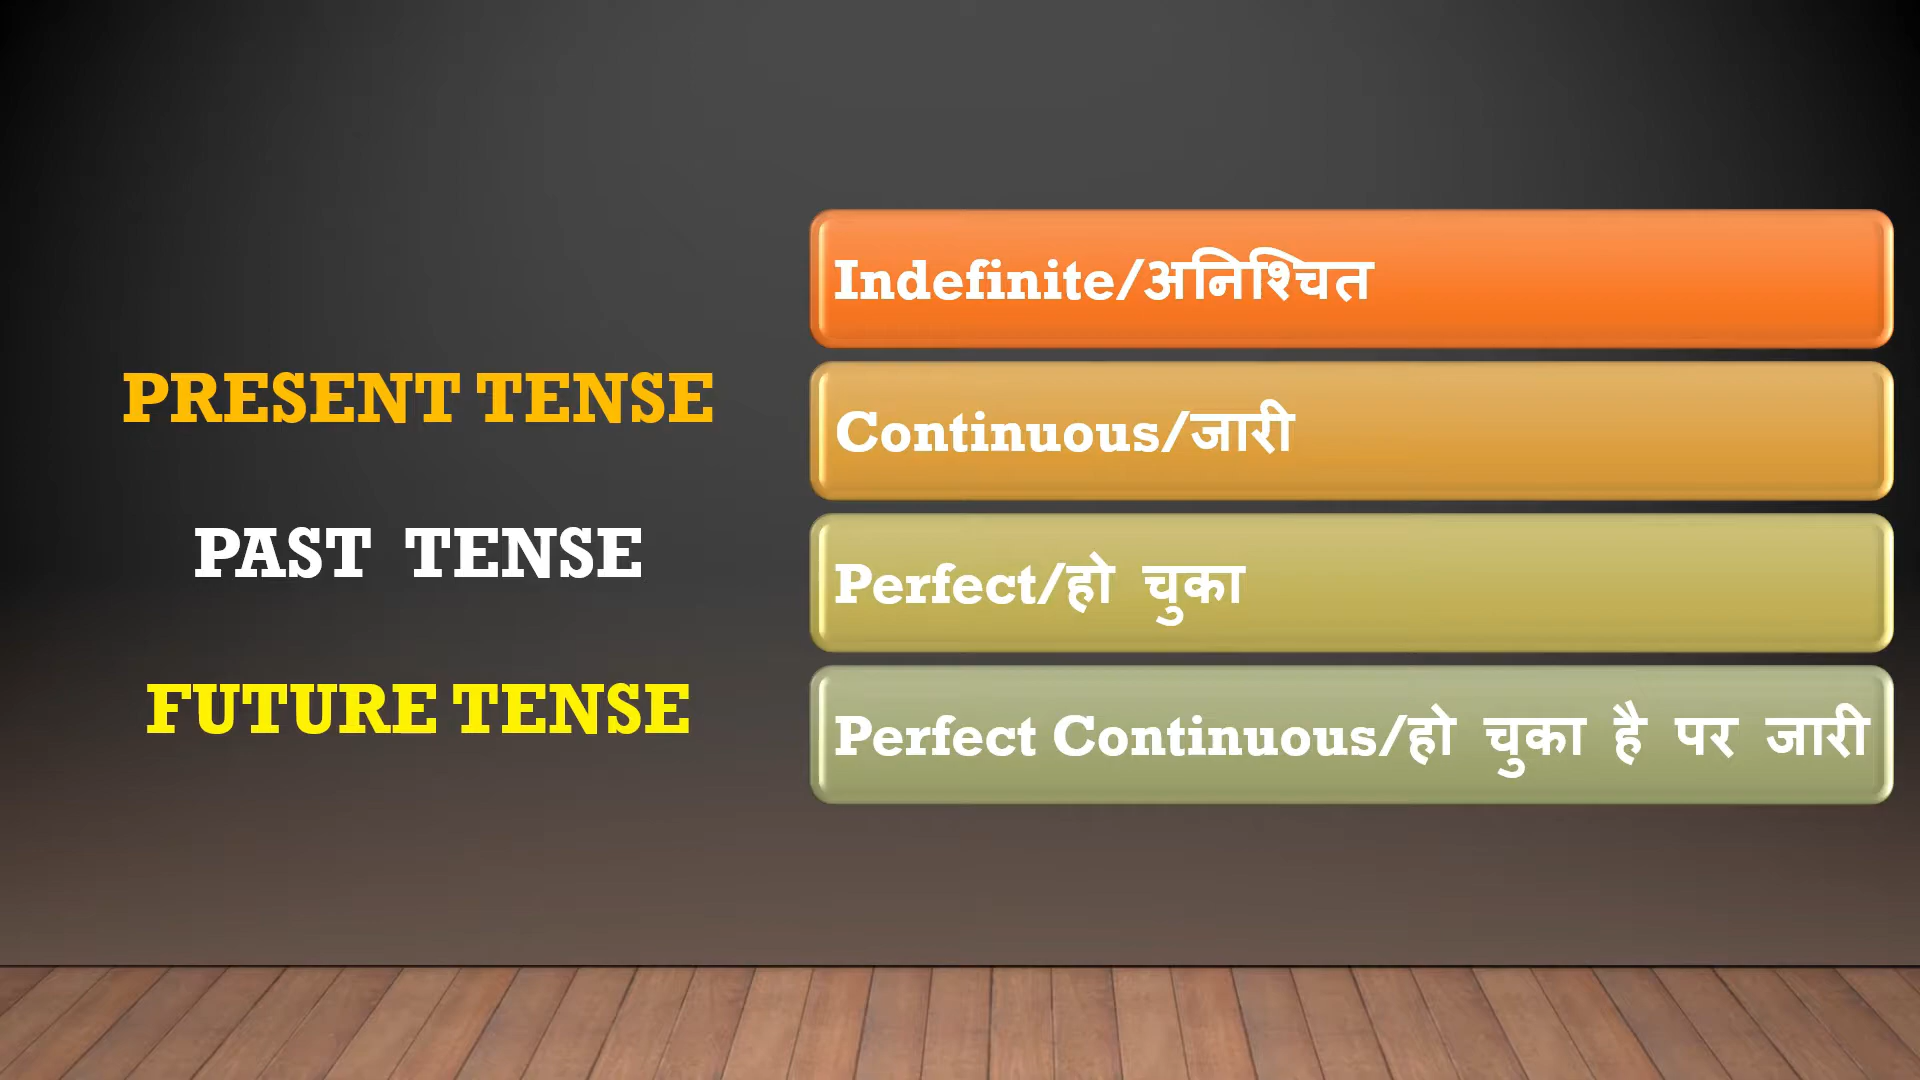 PRESENT TENSE
PAST TENSE
FUTURE TENSE
Indefinite/अनिश्चित
Continuous/जारी
Perfect/हो चुका
Perfect Continuous/हो चुका है पर जारी